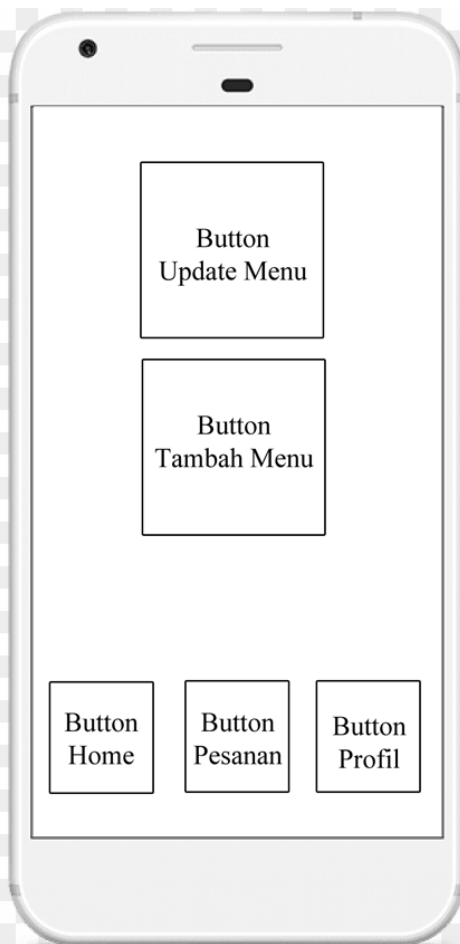 Button
Update Menu
Button
Tambah Menu
Button
Home
Button
Pesanan
Button
Profil